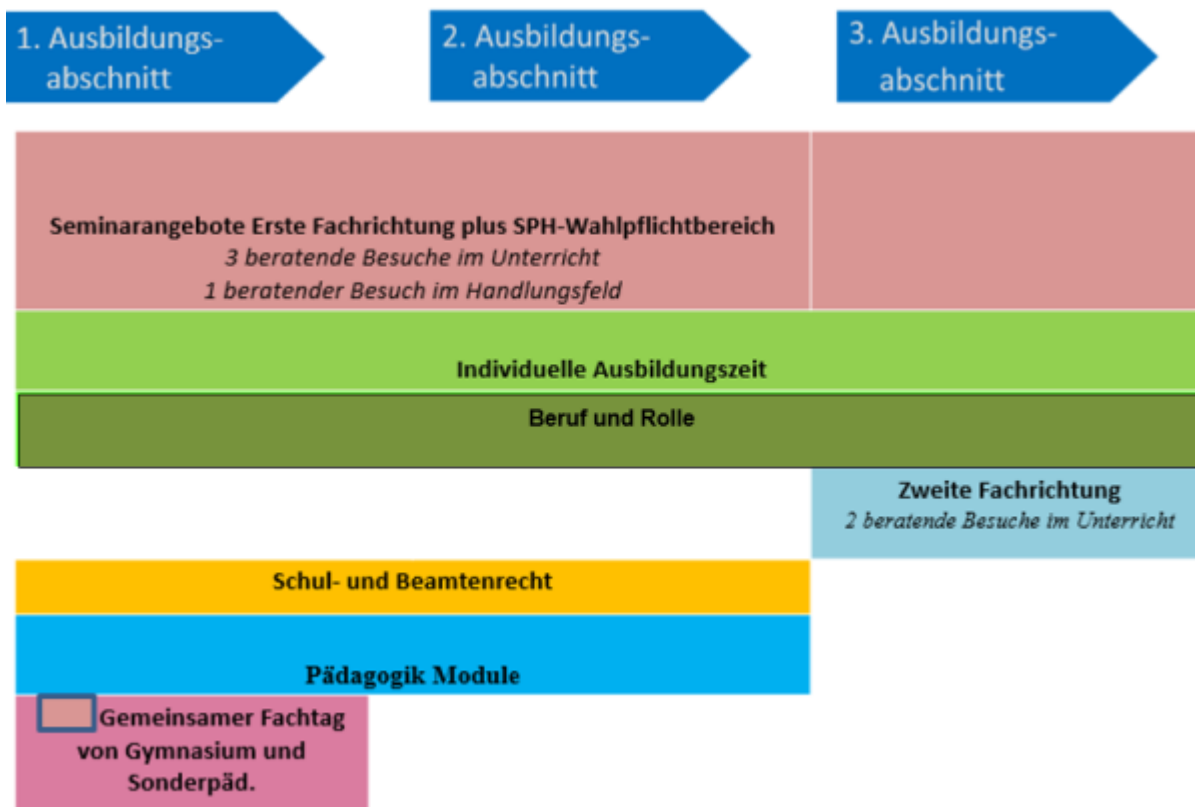 1. Ausbildungs-
abschnitt
2. Ausbildungs-
abschnitt
3. Ausbildungs-
abschnitt
Seminarangebote Erste Fachrichtung plus SPH-Wahlpflichtbereich
3 beratende Besuche im Unterricht
1 beratender Besuch im Handlungsfeld
Individuelle Ausbildungszeit
Beruf und Rolle
Zweite Fachrichtung
2 beratende Besuche im Unterricht
Schul- und Beamtenrecht
Pädagogik Module
Gemeinsamer Fachtag
von Gymnasium und
Sonderpäd.